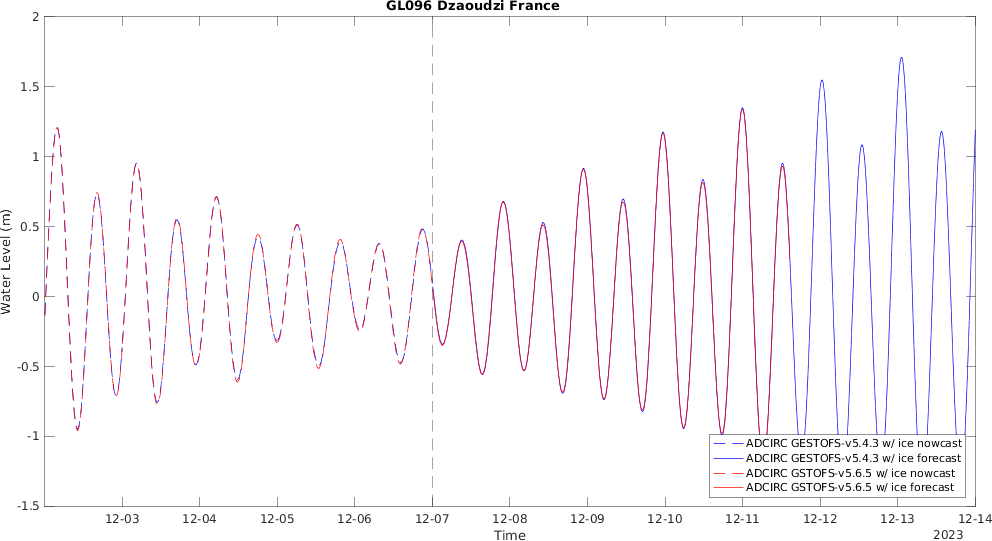 GL096 Dzaoudzi France
2
1.5
1
0.5
0
-0.5
-1
-1.5
Water Level (m)
ADCIRC GESTOFS-v5.4.3 w/ ice nowcast
ADCIRC GESTOFS-v5.4.3 w/ ice forecast
ADCIRC GSTOFS-v5.6.5 w/ ice nowcast
ADCIRC GSTOFS-v5.6.5 w/ ice forecast
12-03 12-04 12-05 12-06 12-07 12-08 12-09 12-10 12-11 12-12 12-13 12-14
Time
2023